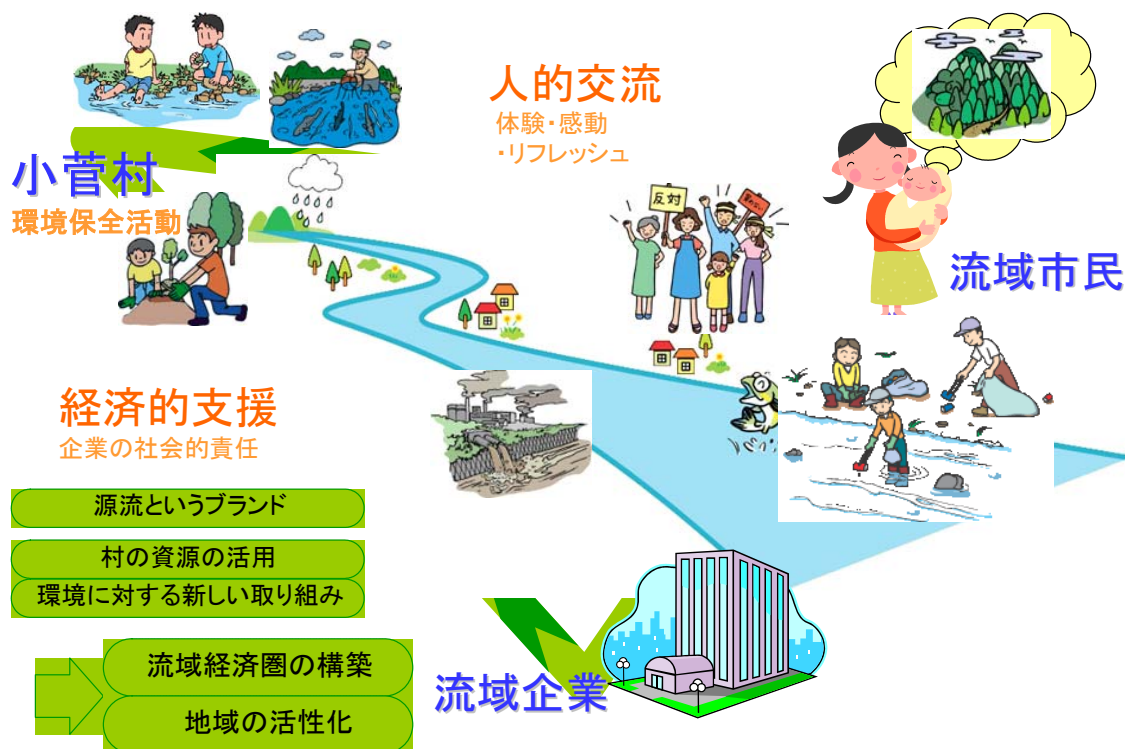 人的交流
体験・感動
・リフレッシュ
小菅村
環境保全活動
反対
流域市民
経済的支援
企業の社会的責任
源流というブランド
村の資源の活用
環境に対する新しい取り組み
流域経済圏の構築
地域の活性化
流域企業